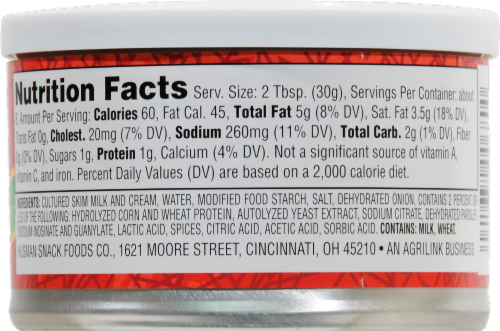 Nutrition Facts Serv. Size: 2 Tbsp. (30g), Servings Per Container: about
8, Amount Per Serving: Calories 60, Fat Cal. 45, Total Fat 5g (8% DV), Sat. Fat 3.5g (18% DV),
Trans Fat 0g, Cholest. 20mg (7% DV), Sodium 260mg (11% DV), Total Carb. 2g (1% DV), Fiber
0g (0% DV), Sugars 1g, Protein 1g, Calcium (4% DV). Not a significant source of vitamin A,
vitamin C, and iron. Percent Daily Values (DV) are based on a 2,000 calorie diet.
INGREDIENTS: CULTURED SKIM MILK AND CREAM, WATER, MODIFIED FOOD STARCH, SALT, DEHYDRATED ONION. CONTAINS 2 PERCENT OR
LESS OF THE FOLLOWING: HYDROLYZED CORN AND WHEAT PROTEIN, AUTOLYZED YEAST EXTRACT, SODIUM CITRATE, DEHYDRATED PARSLEY,
SODIUM INOSINATE AND GUANYLATE, LACTIC ACID, SPICES, CITRIC ACID, ACETIC ACID, SORBIC ACID. CONTAINS: MILK, WHEAT.
HUSMAN SNACK FOODS CO., 1621 MOORE STREET, CINCINNATI, OH 45210 • AN AGRILINK BUSINESS